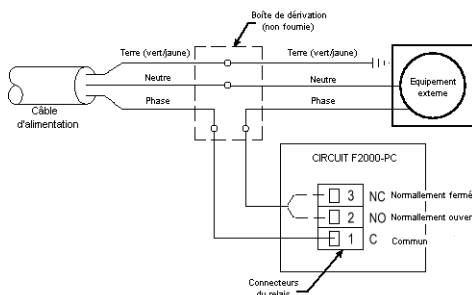 Boîte de dérivation
(non fournie)
Terre (vert/jaune)
Terre (vert/jaune)
Neutre
Neutre
Phase
Phase
Câble
d'alimentation
Equipement
externe
CIRCUIT F2000-PC
3 NC Normallement fermé
2 NO Normallement ouver
1 C Commun
Connecteurs
du relais